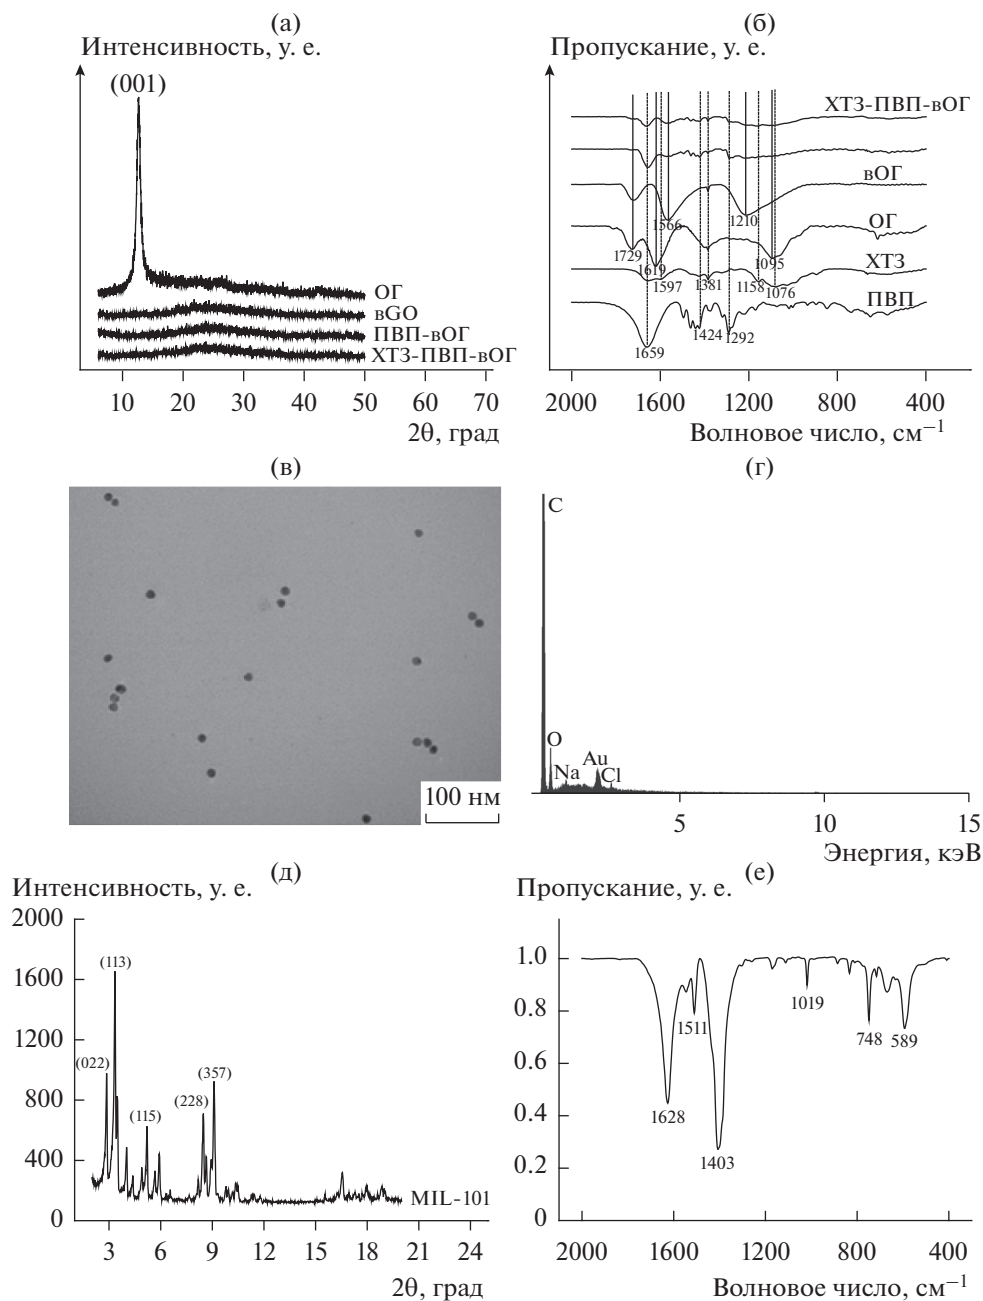 (а)
Интенсивность, у. е.
(001)
ОГ
вGO
ПВП-вОГ
ХТЗ-ПВП-вОГ
10 20 30 40 50 60 70
2θ, град
(б)
Пропускание, у. е.
ХТЗ-ПВП-вОГ
вОГ
1566 1210
ОГ
1729 1619 1095
ХТЗ
1597 1381 1158 1076
ПВП
1659 1424 1292
2000 1600 1200 800 400
Волновое число, см−1
(в)
100 нм
(г)
C
O
Na
Au
Cl
5 10 15
Энергия, кэВ
(д)
Интенсивность, у. е.
2000
1600
1200
800
400
0
(022)
(113)
(115)
(228)
(357)
MIL-101
3 6 9 12 15 18 21 24
2θ, град
(е)
Пропускание, у. е.
1.0
0.8
0.6
0.4
0.2
0
1628
1511
1403
1019
748 589
2000 1600 1200 800 400
Волновое число, см−1